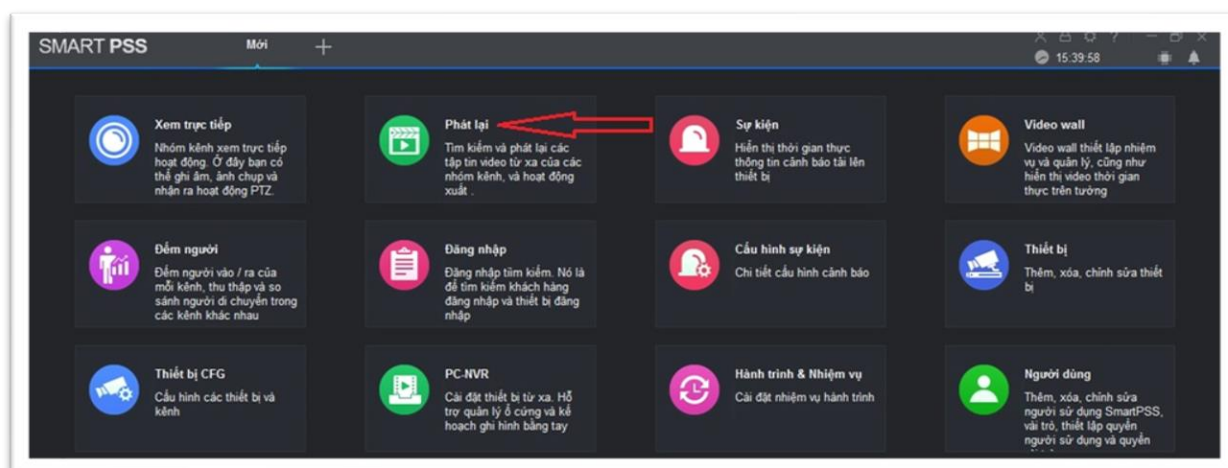 SMART PSS
Mới
+
?
15:39:58
Xem trực tiếp
Nhóm kênh xem trực tiếp
hoạt động. Ở đây bạn có
thể ghi âm, ảnh chụp và
nhận ra hoạt động PTZ.
Phát lại
Tìm kiếm và phát lại các
tập tin video từ xa của các
nhóm kênh, và hoạt động
xuất .
Sự kiện
Hiển thị thời gian thực
thông tin cảnh báo tải lên
thiết bị
Video wall
Video wall thiết lập nhiệm
vụ và quản lý, cũng như
hiển thị video thời gian
thực trên tường
Đếm người
Đếm người vào / ra của
mỗi kênh, thu thập và so
sánh người di chuyển trong
các kênh khác nhau
Đăng nhập
Đăng nhập tiìm kiếm. Nó là
để tìm kiếm khách hàng
đăng nhập và thiết bị đăng
nhập
Cấu hình sự kiện
Chi tiết cấu hình cảnh báo
Thiết bị
Thêm, xóa, chỉnh sửa thiết
bị
Thiết bị CFG
Cấu hình các thiết bị và
kênh
PC-NVR
Cài đặt thiết bị từ xa. Hỗ
trợ quản lý ổ cứng và kế
hoạch ghi hình bằng tay
Hành trình & Nhiệm vụ
Cài đặt nhiệm vụ hành trình
Người dùng
Thêm, xóa, chỉnh sửa
người sử dụng SmartPSS,
vai trò, thiết lập quyền
người sử dụng và quyền